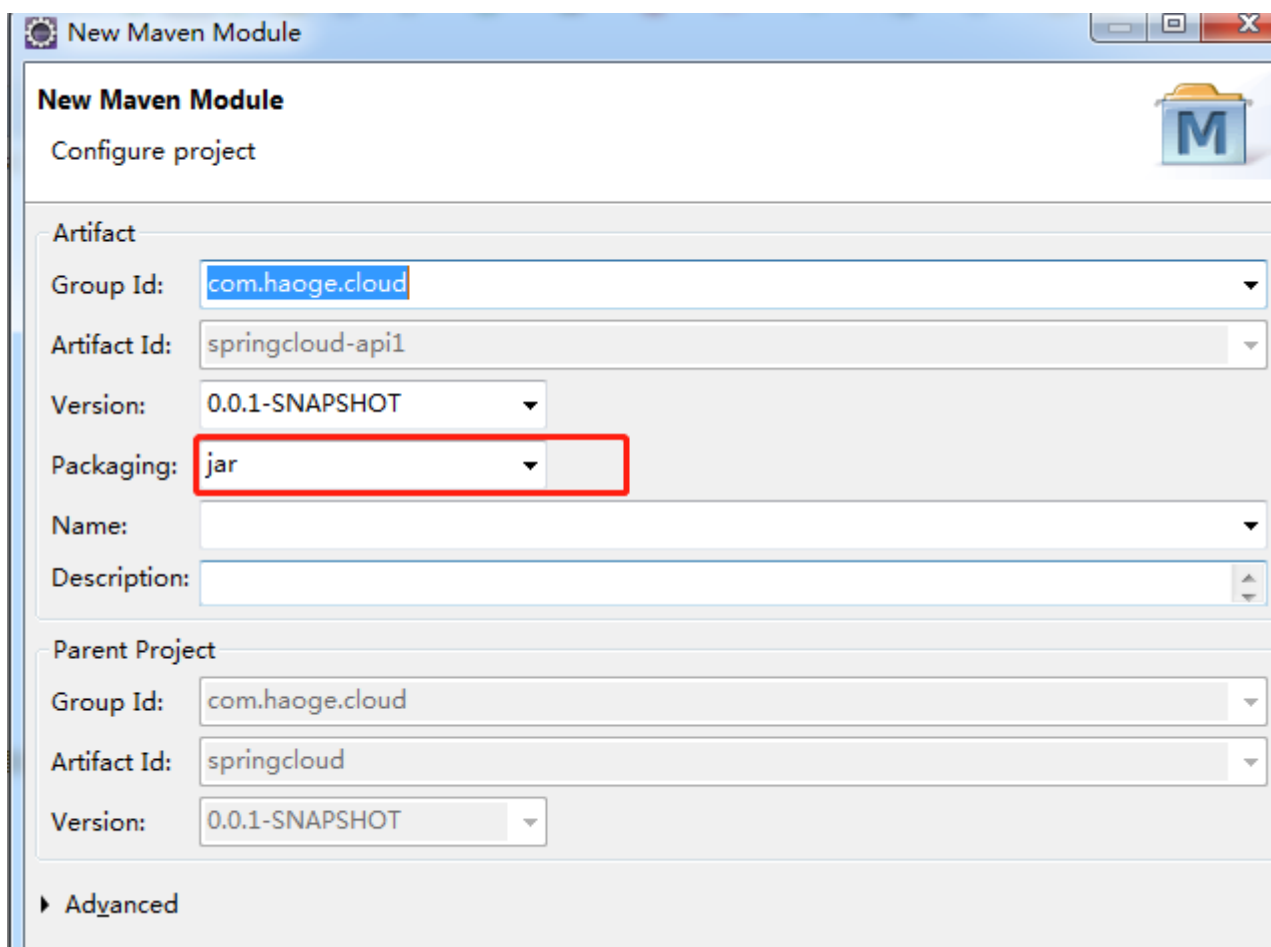 New Maven Module
New Maven Module
Configure project
M
Artifact
Group Id: com.haoge.cloud
Artifact Id: springcloud-api1
Version: 0.0.1-SNAPSHOT
Packaging: jar
Name:
Description:
Parent Project
Group Id: com.haoge.cloud
Artifact Id: springcloud
Version: 0.0.1-SNAPSHOT
Advanced